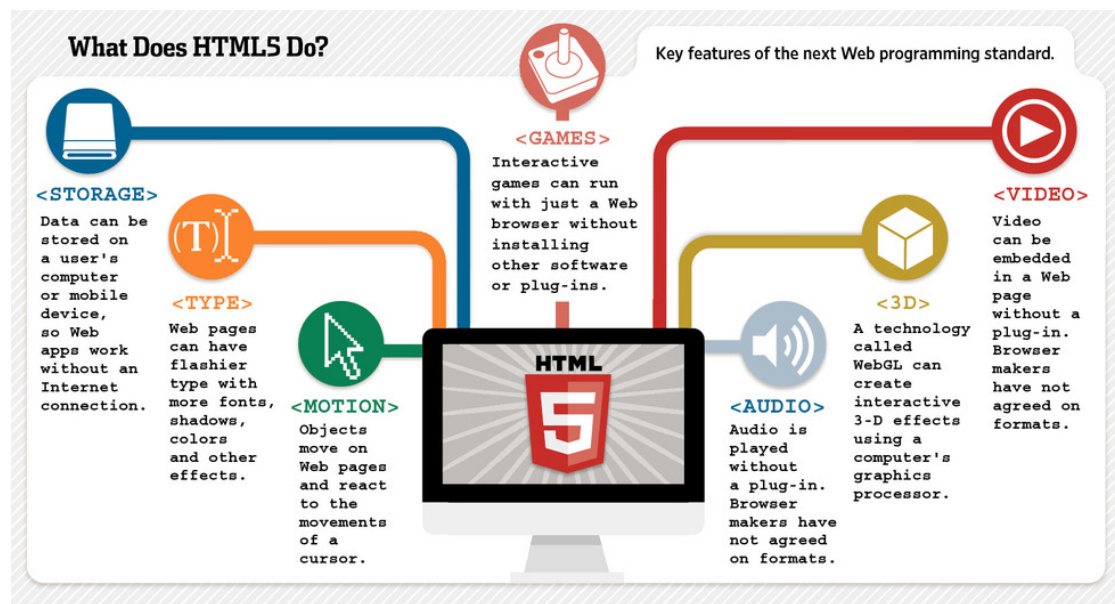 What Does HTML5 Do?
Key features of the next Web programming standard.
<STORAGE>
Data can be
stored on
a user's
computer
or mobile
device,
so Web
apps work
without an
Internet
connection.
(T)
<TYPE>
Web pages
can have
flashier
type with
more fonts,
shadows,
colors
and other
effects.
<MOTION>
Objects
move on
Web pages
and react
to the
movements
of a
cursor.
<GAMES>
Interactive
games can run
with just a Web
browser without
installing
other software
or plug-ins.
HTML
5
<AUDIO>
Audio is
played
without
a plug-in.
Browser
makers have
not agreed
on formats.
<3D>
A technology
called
WebGL can
create
interactive
3-D effects
using a
computer's
graphics
processor.
<VIDEO>
Video
can be
embedded
in a Web
page
without a
plug-in.
Browser
makers
have not
agreed on
formats.